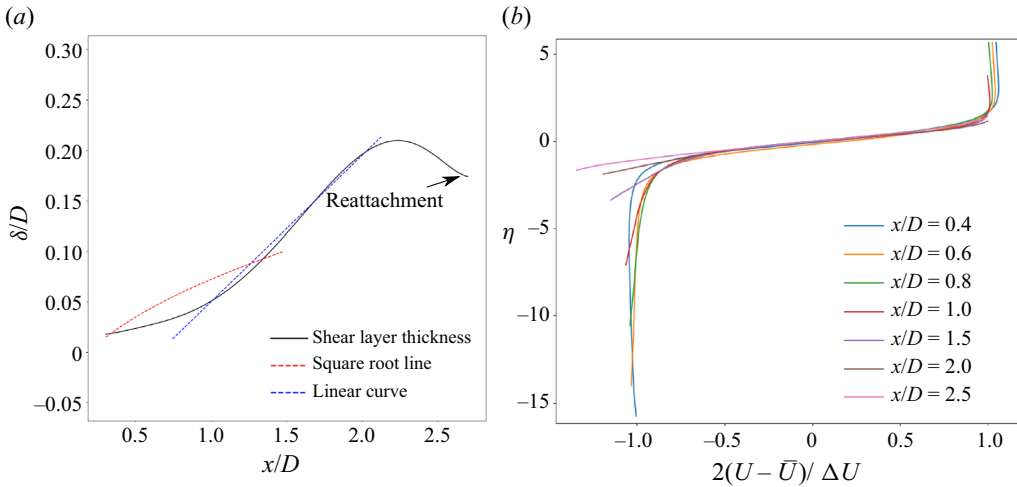 (a)
0.30
0.25
0.20
0.15
0.10
0.05
0
−0.05
δ/D
Reattachment
Shear layer thickness
Square root line
Linear curve
0.5
1.0
1.5
2.0
2.5
x/D
(b)
5
0
−5
−10
−15
η
x/D = 0.4
x/D = 0.6
x/D = 0.8
x/D = 1.0
x/D = 1.5
x/D = 2.0
x/D = 2.5
−1.0
−0.5
0
0.5
1.0
2(U – U̅)/ ΔU